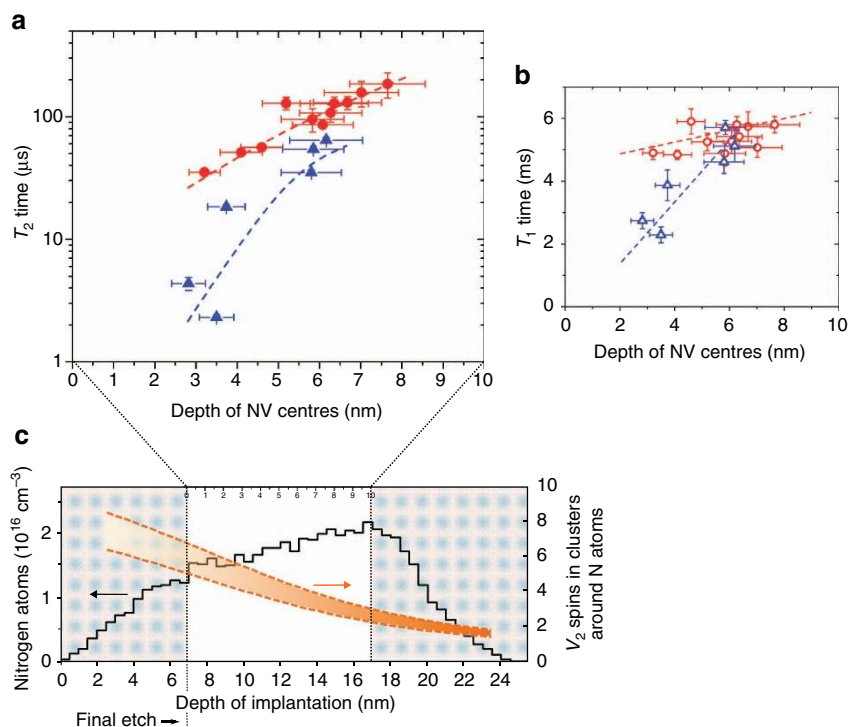 a
100
10
1
T2 time (µs)
0 1 2 3 4 5 6 7 8 9 10
Depth of NV centres (nm)
b
6
4
2
0
T1 time (ms)
0 2 4 6 8 10
Depth of NV centres (nm)
c
Nitrogen atoms (10^16 cm^–3)
2
1
0
0 1 2 3 4 5 6 7 8 9 10
10
8
6
4
2
0
V2 spins in clusters
around N atoms
0 2 4 6 8 10 12 14 16 18 20 22 24
Depth of implantation (nm)
Final etch